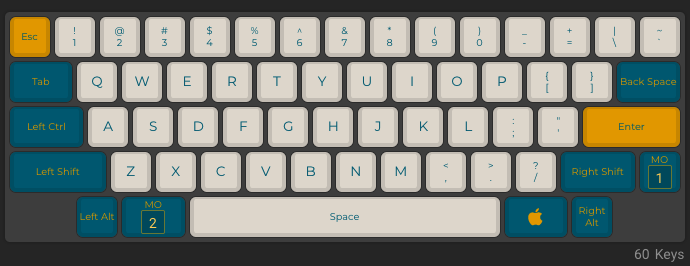 Esc ! @ # $ % ^ & * ( ) _ + | ~
1 2 3 4 5 6 7 8 9 0 - = \ `
Tab Q W E R T Y U I O P { } Back Space
[ ]
Left Ctrl A S D F G H J K L : " Enter
; '
Left Shift Z X C V B N M < > ? Right Shift MO
, . / 1
Left Alt MO Space Right
2 Alt
60 Keys